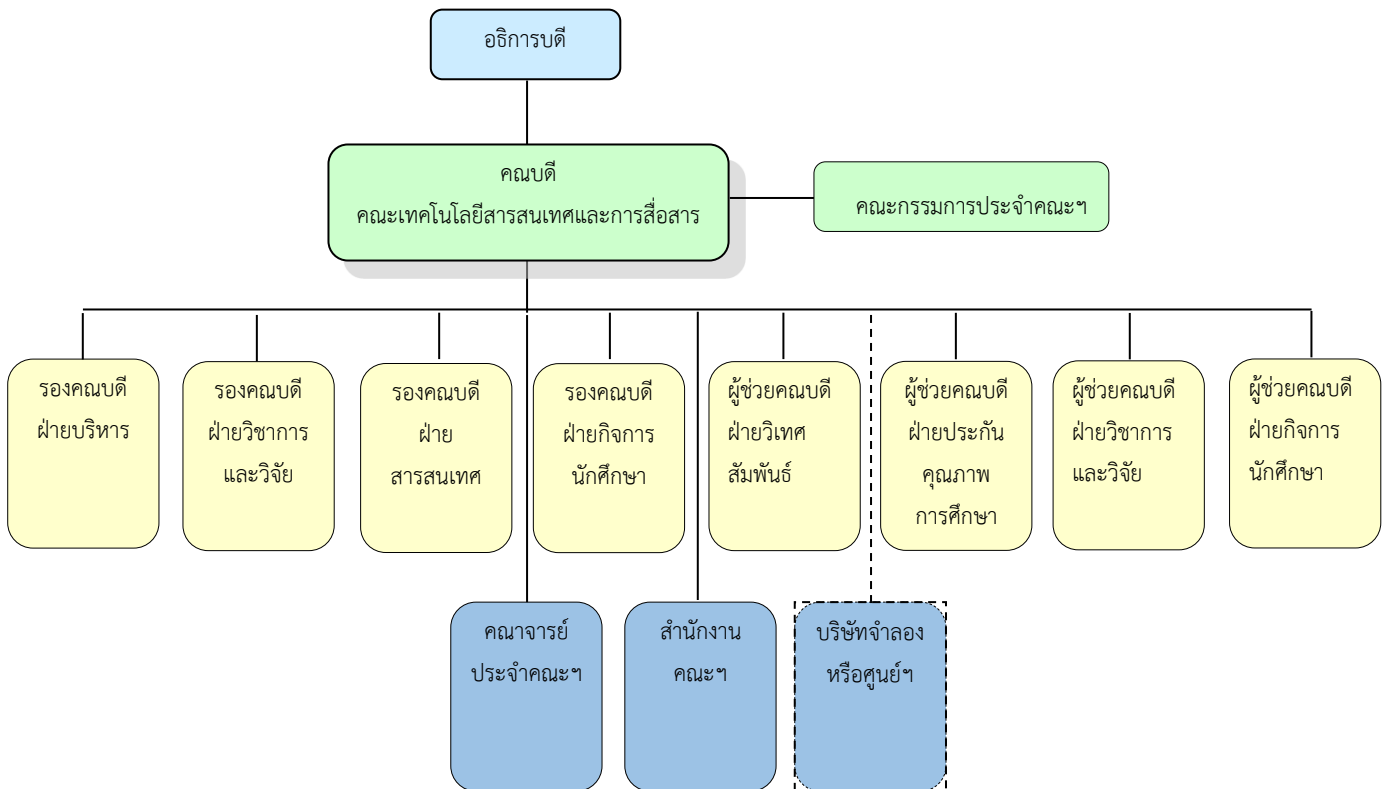 อธิการบดี
คณบดี
คณะเทคโนโลยีสารสนเทศและการสื่อสาร
คณะกรรมการประจำคณะฯ
รองคณบดี
ฝ่ายบริหาร
รองคณบดี
ฝ่ายวิชาการ
และวิจัย
รองคณบดี
ฝ่าย
สารสนเทศ
รองคณบดี
ฝ่ายกิจการ
นักศึกษา
ผู้ช่วยคณบดี
ฝ่ายวิเทศ
สัมพันธ์
ผู้ช่วยคณบดี
ฝ่ายประกัน
คุณภาพ
การศึกษา
ผู้ช่วยคณบดี
ฝ่ายวิชาการ
และวิจัย
ผู้ช่วยคณบดี
ฝ่ายกิจการ
นักศึกษา
คณาจารย์
ประจำคณะฯ
สำนักงาน
คณะฯ
บริษัทจำลอง
หรือศูนย์ฯ